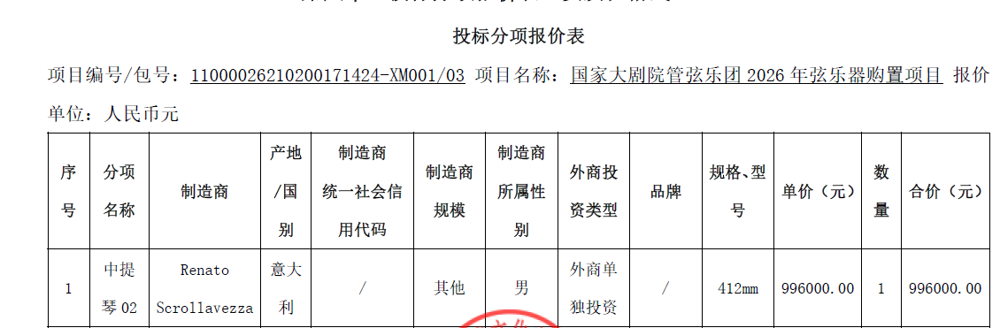 投标分项报价表
项目编号/包号：11000026210200171424-XM001/03 项目名称：国家大剧院管弦乐团 2026 年弦乐器购置项目 报价
单位：人民币元
序号 分项名称 制造商 产地/国别 制造商统一社会信用代码 制造商规模 制造商所属性别 外商投资类型 品牌 规格、型号 单价（元） 数量 合价（元）
1 中提琴 02 Renato Scrollavezza 意大利 / 其他 男 外商单独投资 / 412mm 996000.00 1 996000.00